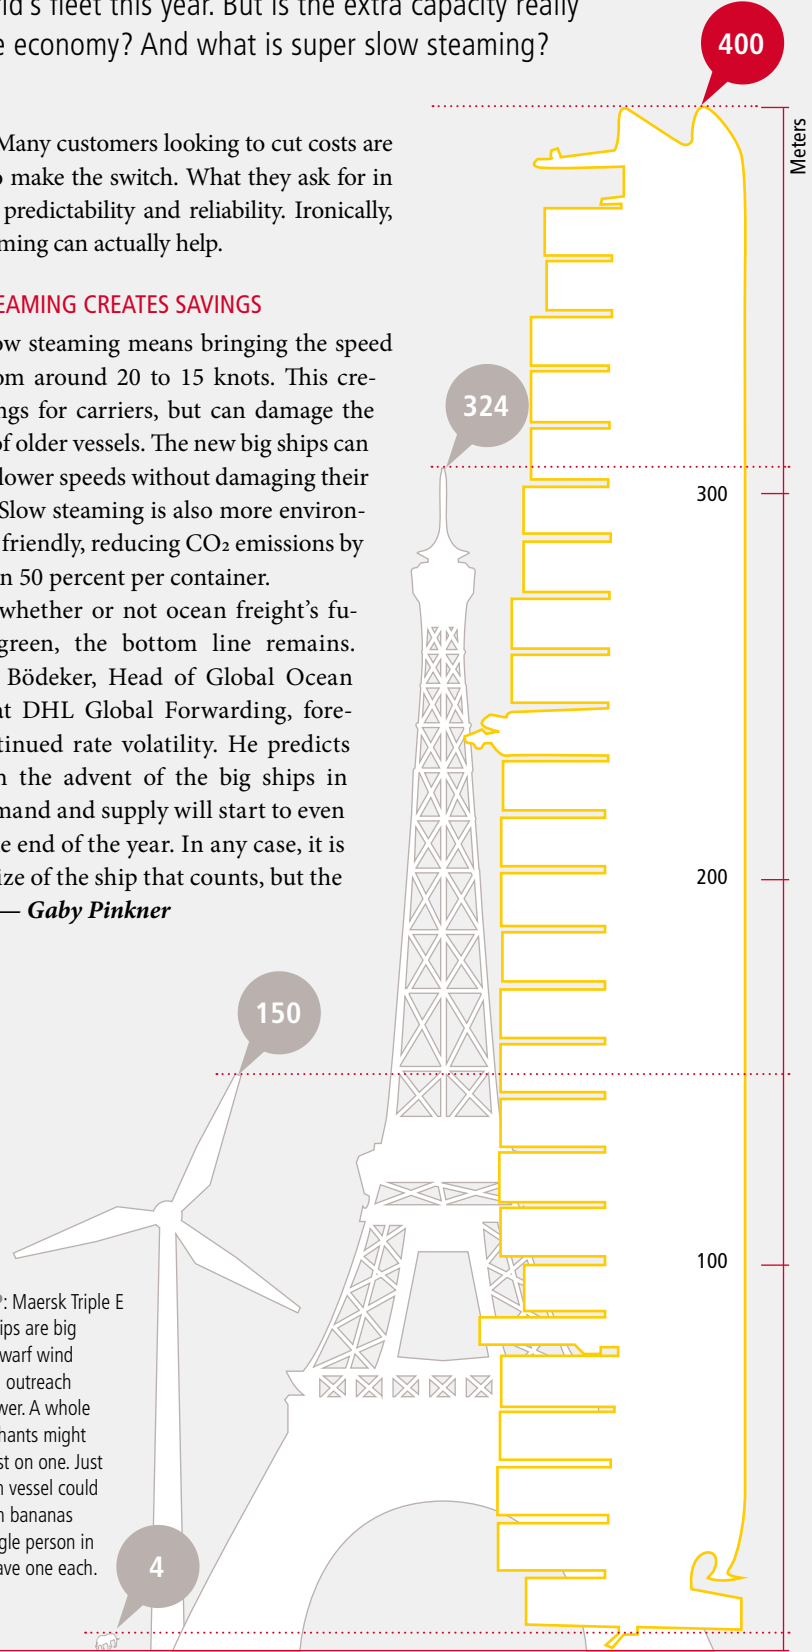 rld's fleet this year. But is the extra capacity really
e economy? And what is super slow steaming?
Many customers looking to cut costs are
o make the switch. What they ask for in
predictability and reliability. Ironically,
ming can actually help.
EAMING CREATES SAVINGS
ow steaming means bringing the speed
om around 20 to 15 knots. This cre-
ngs for carriers, but can damage the
of older vessels. The new big ships can
lower speeds without damaging their
Slow steaming is also more environ-
friendly, reducing CO₂ emissions by
n 50 percent per container.
whether or not ocean freight's fu-
green, the bottom line remains.
Bödeker, Head of Global Ocean
at DHL Global Forwarding, fore-
tinued rate volatility. He predicts
n the advent of the big ships in
mand and supply will start to even
e end of the year. In any case, it is
ize of the ship that counts, but the
— Gaby Pinkner
400
Meters
324
300
200
150
100
: Maersk Triple E
ips are big
warf wind
outreach
wer. A whole
hants might
st on one. Just
n vessel could
n bananas
gle person in
ave one each.
4